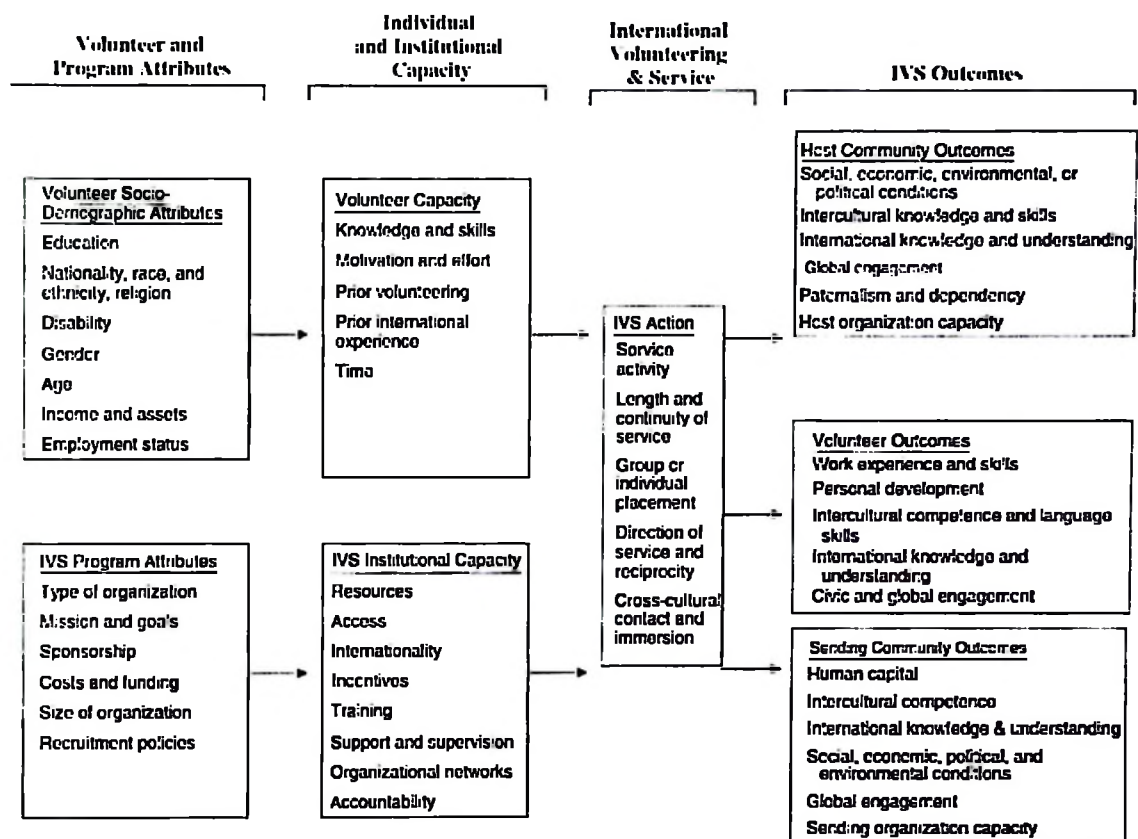 Volunteer and
Program Attributes
Individual
and Institutional
Capacity
International
Volunteering
& Service
IVS Outcomes
Volunteer Socio-
Demographic Attributes
Education
Nationality, race, and
ethnicity, religion
Disability
Gender
Age
Income and assets
Employment status
IVS Program Attributes
Type of organization
Mission and goals
Sponsorship
Costs and funding
Size of organization
Recruitment policies
Volunteer Capacity
Knowledge and skills
Motivation and effort
Prior volunteering
Prior international
experience
Time
IVS Institutional Capacity
Resources
Access
Internationality
Incentives
Training
Support and supervision
Organizational networks
Accountability
IVS Action
Service
activity
Length and
continuity of
service
Group or
individual
placement
Direction of
service and
reciprocity
Cross-cultural
contact and
immersion
Host Community Outcomes
Social, economic, environmental, or
political conditions
Intercultural knowledge and skills
International knowledge and understanding
Global engagement
Paternalism and dependency
Host organization capacity
Volunteer Outcomes
Work experience and skills
Personal development
Intercultural competence and language
skills
International knowledge and
understanding
Civic and global engagement
Sending Community Outcomes
Human capital
Intercultural competence
International knowledge & understanding
Social, economic, political, and
environmental conditions
Global engagement
Sending organization capacity